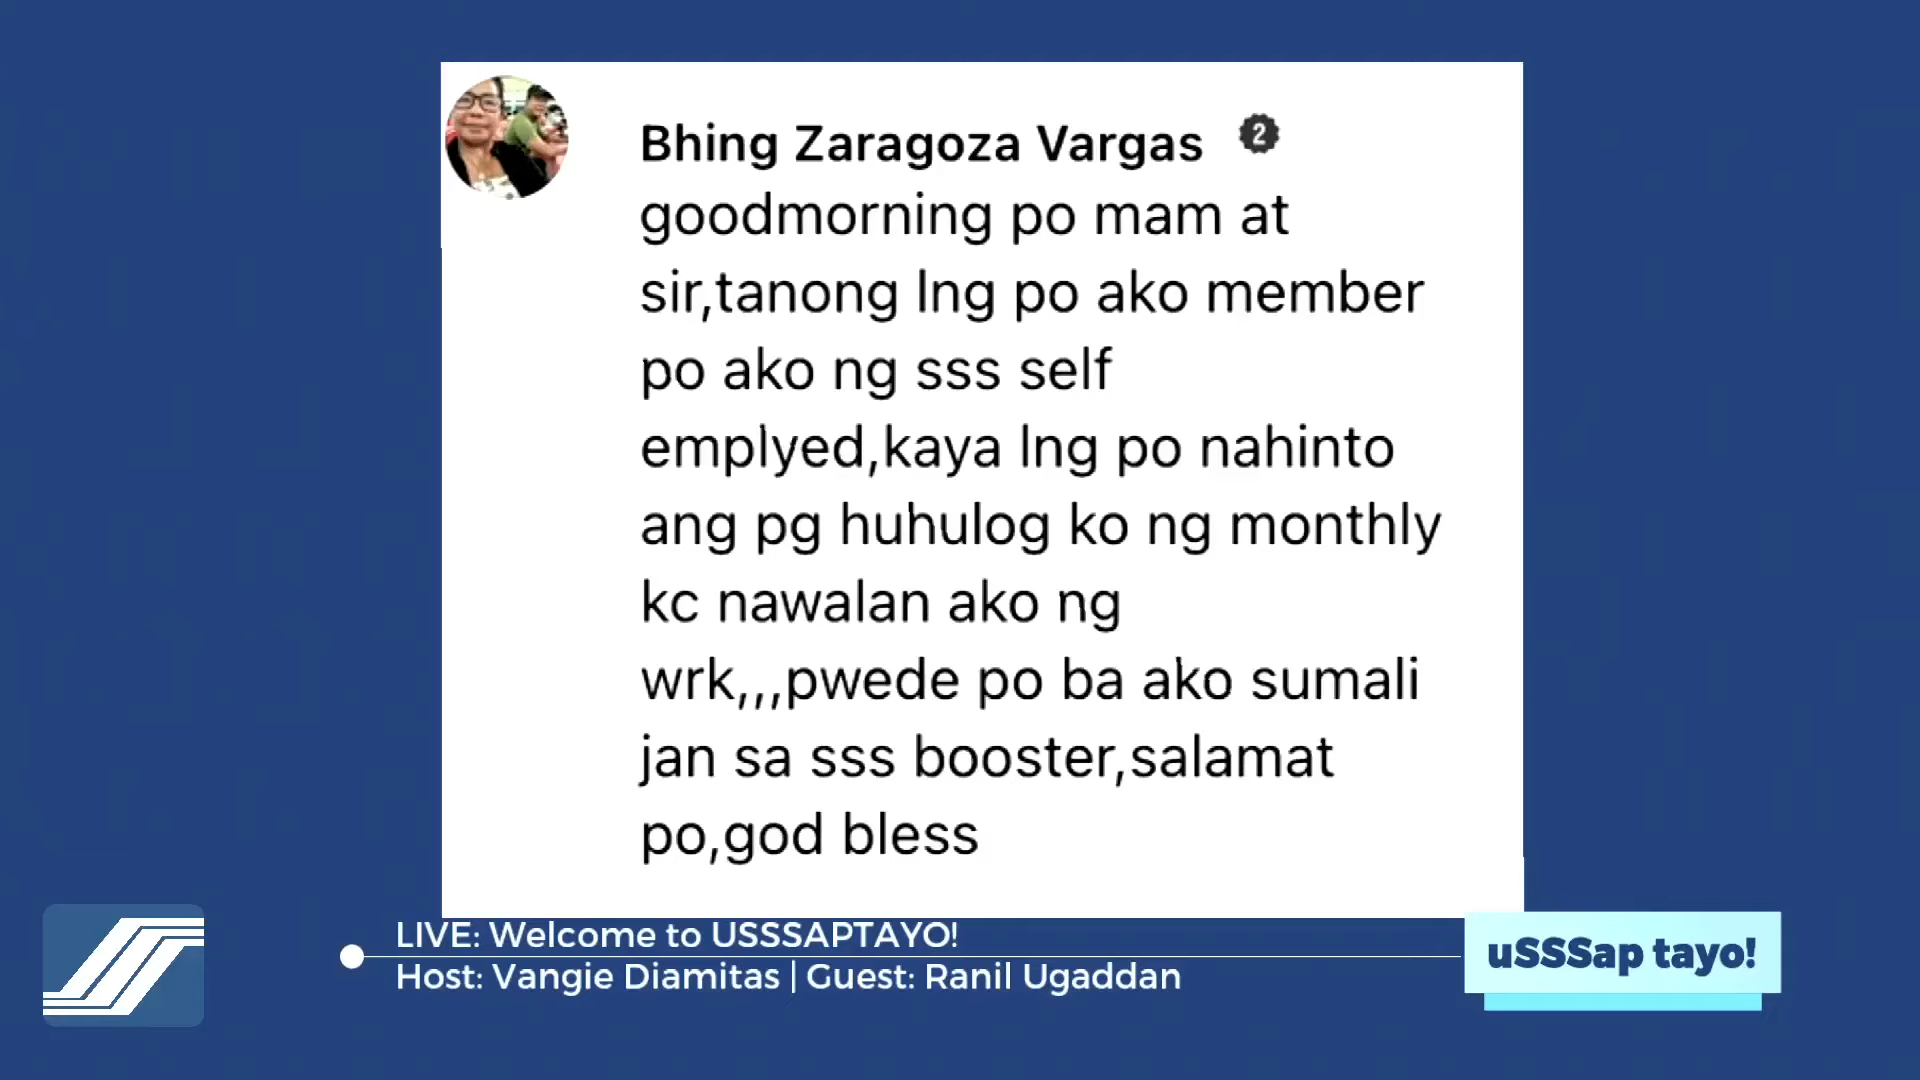 Bhing Zaragoza Vargas 2
goodmorning po mam at
sir,tanong lng po ako member
po ako ng sss self
emplyed,kaya lng po nahinto
ang pg huhulog ko ng monthly
kc nawalan ako ng
wrk,,,pwede po ba ako sumali
jan sa sss booster,salamat
po,god bless
LIVE: Welcome to USSSAPTAYO!
Host: Vangie Diamitas | Guest: Ranil Ugaddan
uSSSap tayo!